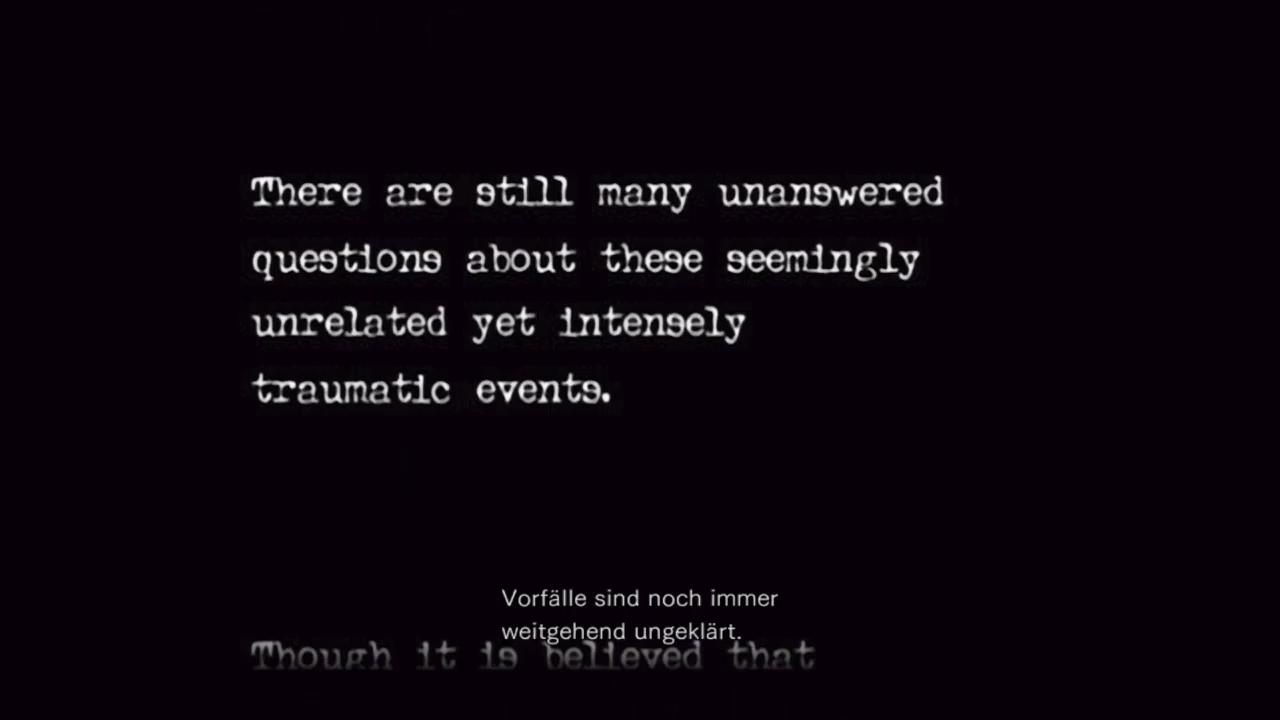 There are still many unanswered
questions about these seemingly
unrelated yet intensely
traumatic events.
Vorfälle sind noch immer
weitgehend ungeklärt.
Though it is believed that